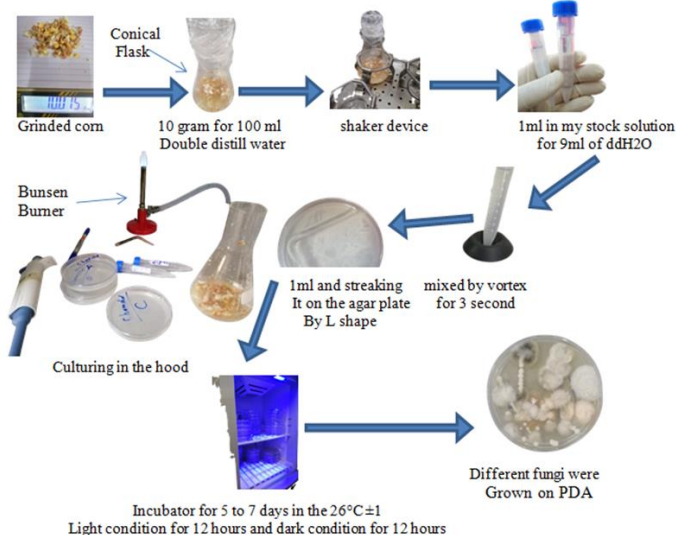 Conical
Flask
10.015
Grinded corn
10 gram for 100 ml
Double distill water
shaker device
1ml in my stock solution
for 9ml of ddH2O
Bunsen
Burner
C
1ml and streaking
It on the agar plate
By L shape
mixed by vortex
for 3 second
Culturing in the hood
Incubator for 5 to 7 days in the 26°C±1
Light condition for 12 hours and dark condition for 12 hours
Different fungi were
Grown on PDA